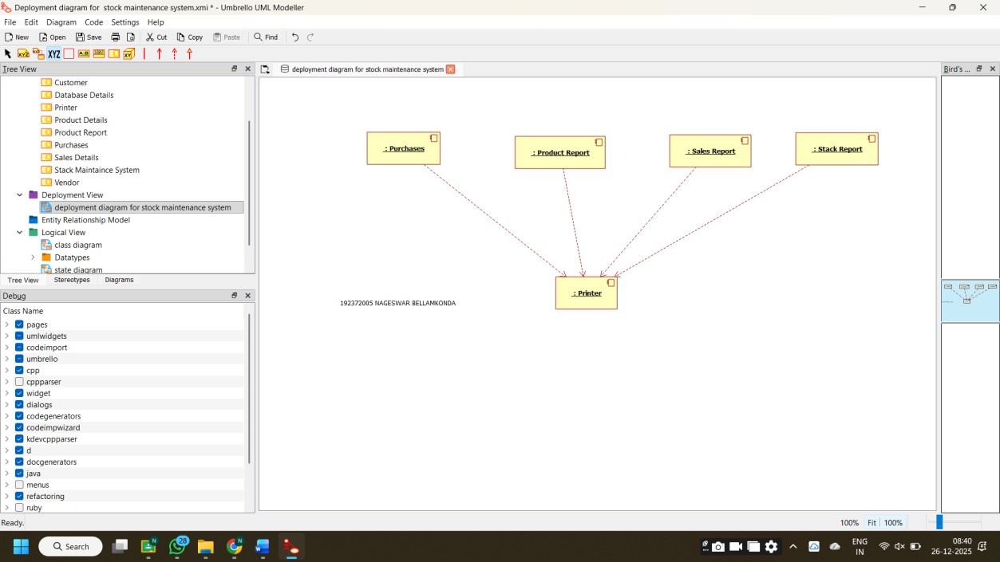 Deployment diagram for  stock maintenance system.xmi * - Umbrello UML Modeller
File Edit Diagram Code Settings Help
New Open Save Cut Copy Paste Find
XYZ XYZ A:B XY
Tree View
deployment diagram for stock maintenance system
Bird's ...
Customer
Database Details
Printer
Product Details
Product Report
Purchases
Sales Details
Stack Maintaince System
Vendor
Deployment View
deployment diagram for stock maintenance system
Entity Relationship Model
Logical View
class diagram
Datatypes
state diagram
Tree View Stereotypes Diagrams
: Purchases
: Product Report
: Sales Report
: Stack Report
: Printer
192372005 NAGESWAR BELLAMKONDA
Debug
Class Name
pages
umlwidgets
codeimport
umbrello
cpp
cppparser
widget
dialogs
codegenerators
codeimpwizard
kdevcppparser
d
docgenerators
java
menus
refactoring
ruby
Ready.
100% Fit 100%
Search
N
28
N
W
ENG
IN
08:40
26-12-2025